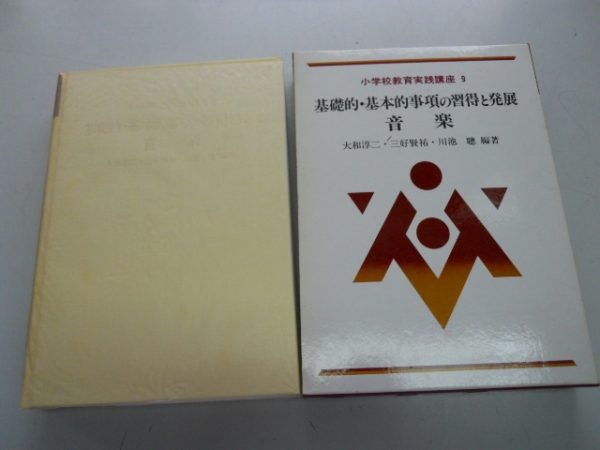 小学校教育実践講座 9
基礎的・基本的事項の習得と発展
音 楽
大和淳二・三好賢祐・川池 聰 編著